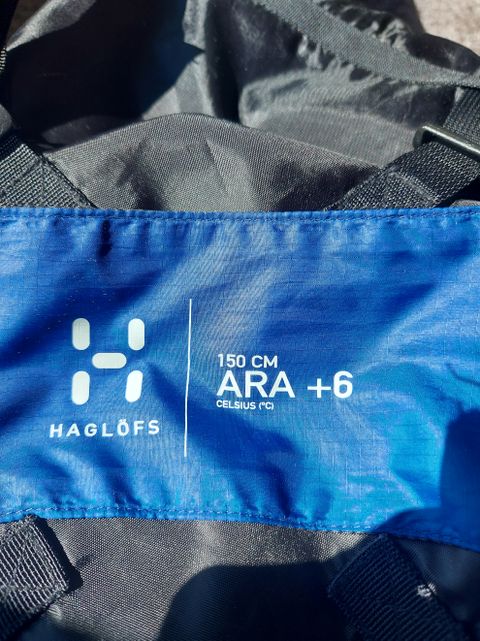 HAGLÖFS
150 CM
ARA +6
CELSIUS (°C)